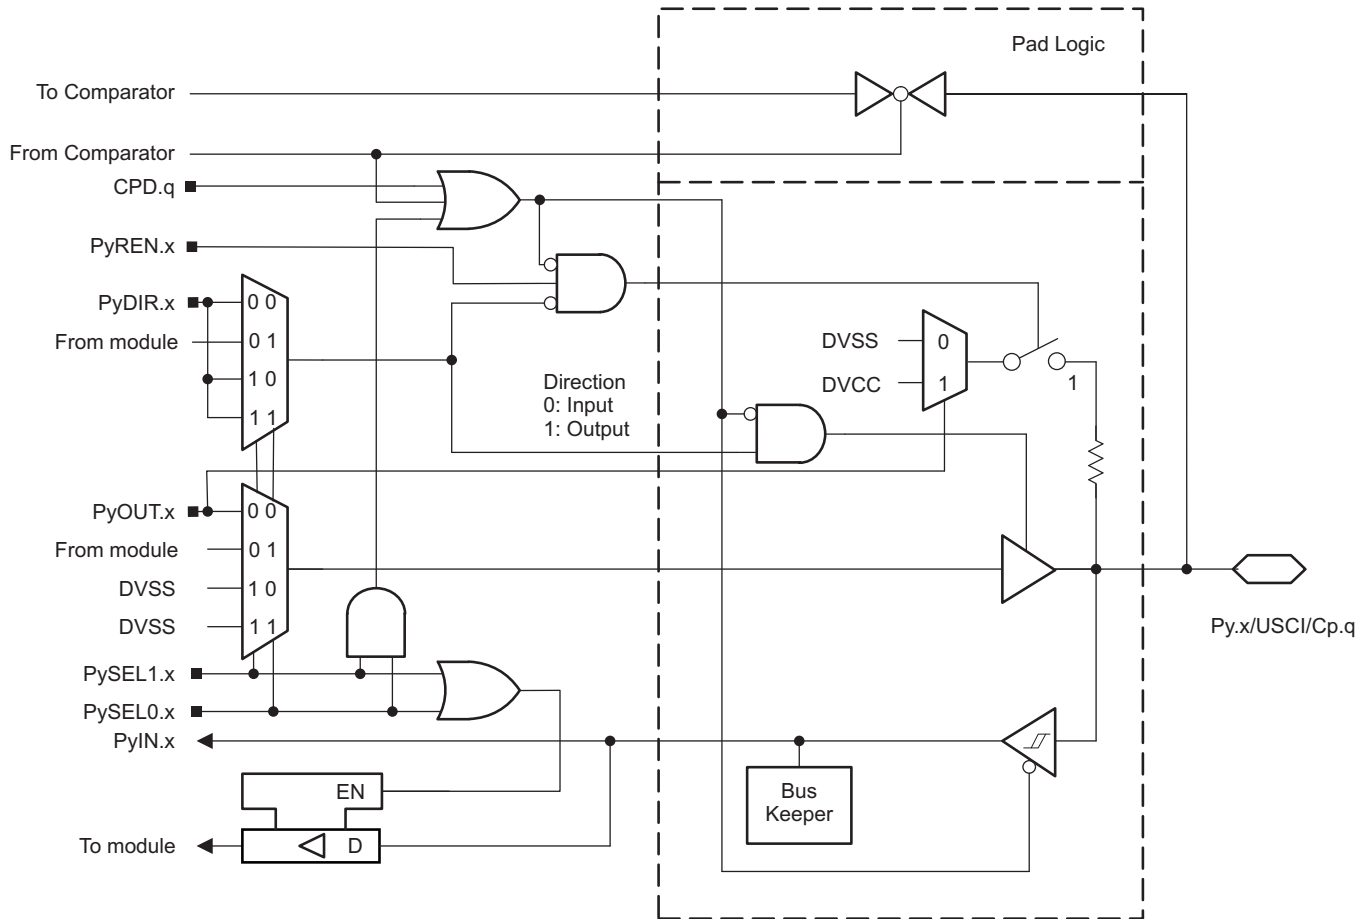 Pad Logic
To Comparator
From Comparator
CPD.q
PyREN.x
PyDIR.x
0 0
From module
0 1
1 0
1 1
DVSS
0
DVCC
1
1
Direction
0: Input
1: Output
PyOUT.x
0 0
From module
0 1
DVSS
1 0
DVSS
1 1
Py.x/USCI/Cp.q
PySEL1.x
PySEL0.x
PyIN.x
Bus
Keeper
EN
To module
D